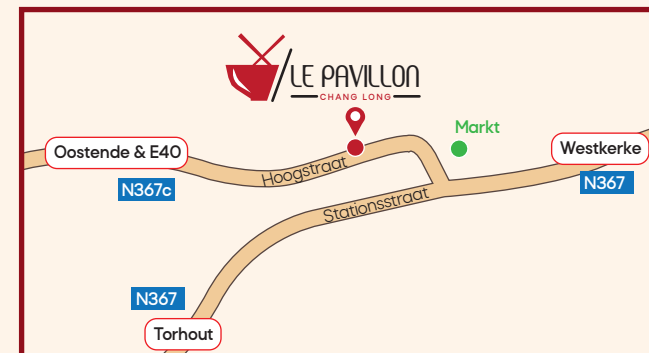 LE PAVILLON
CHANG LONG
Markt
Oostende & E40
Westkerke
Hoogstraat
N367c
N367
Stationsstraat
N367
Torhout